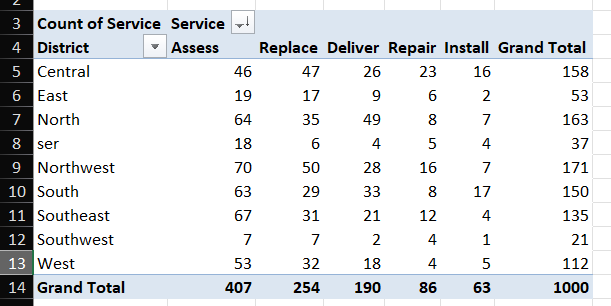 3 Count of Service Service
4 District Assess Replace Deliver Repair Install Grand Total
5 Central 46 47 26 23 16 158
6 East 19 17 9 6 2 53
7 North 64 35 49 8 7 163
8 ser 18 6 4 5 4 37
9 Northwest 70 50 28 16 7 171
10 South 63 29 33 8 17 150
11 Southeast 67 31 21 12 4 135
12 Southwest 7 7 2 4 1 21
13 West 53 32 18 4 5 112
14 Grand Total 407 254 190 86 63 1000